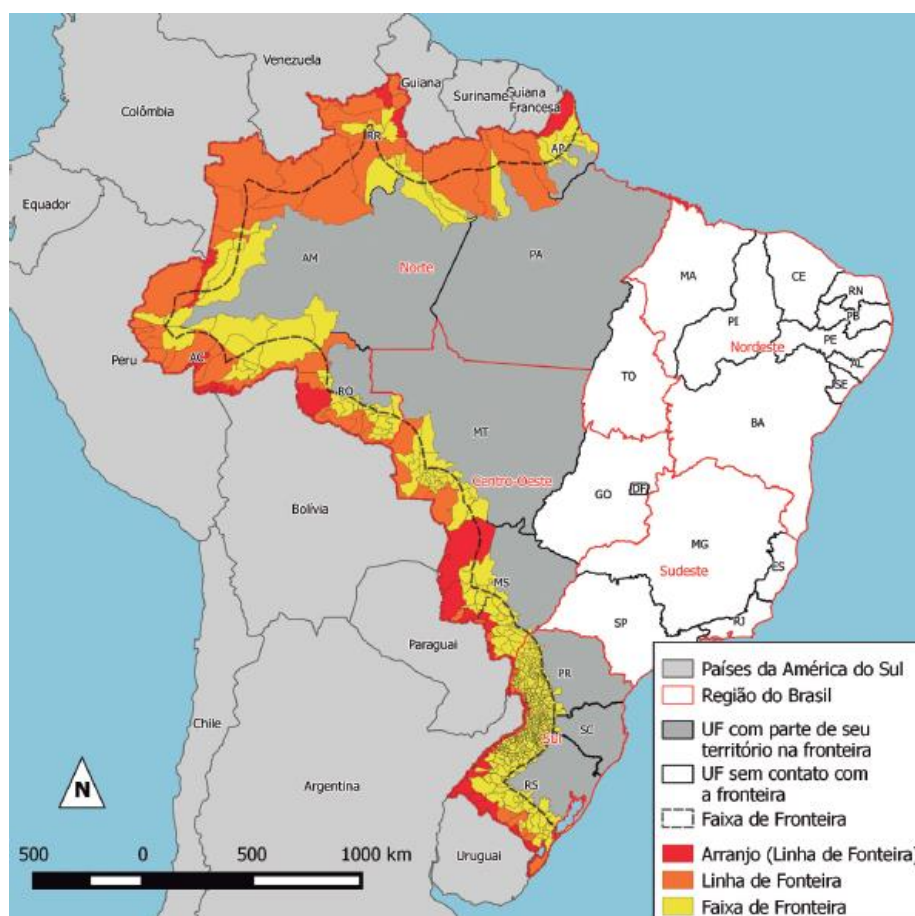 Venezuela
Guiana
Suriname
Guiana
Francesa
Colômbia
RR
AP
Equador
AM
Norte
PA
MA
CE
RN
PB
PI
Nordeste
PE
AL
SE
Peru
AC
TO
RO
BA
MT
Centro-Oeste
GO
DF
Bolívia
MG
Sudeste
ES
MS
SP
RJ
Paraguai
PR
Chile
SC
Sul
Argentina
RS
Uruguai
N
500 0 500 1000 km
Países da América do Sul
Região do Brasil
UF com parte de seu
território na fronteira
UF sem contato com
a fronteira
Faixa de Fronteira
Arranjo (Linha de Fonteira)
Linha de Fonteira
Faixa de Fronteira